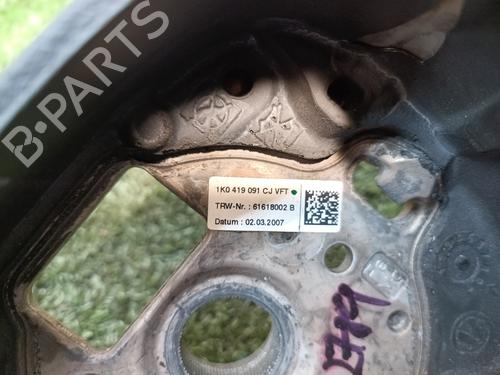 B-PARTS
1K0 419 091 CJ VFT
TRW-Nr. : 61618002 B
Datum : 02.03.2007